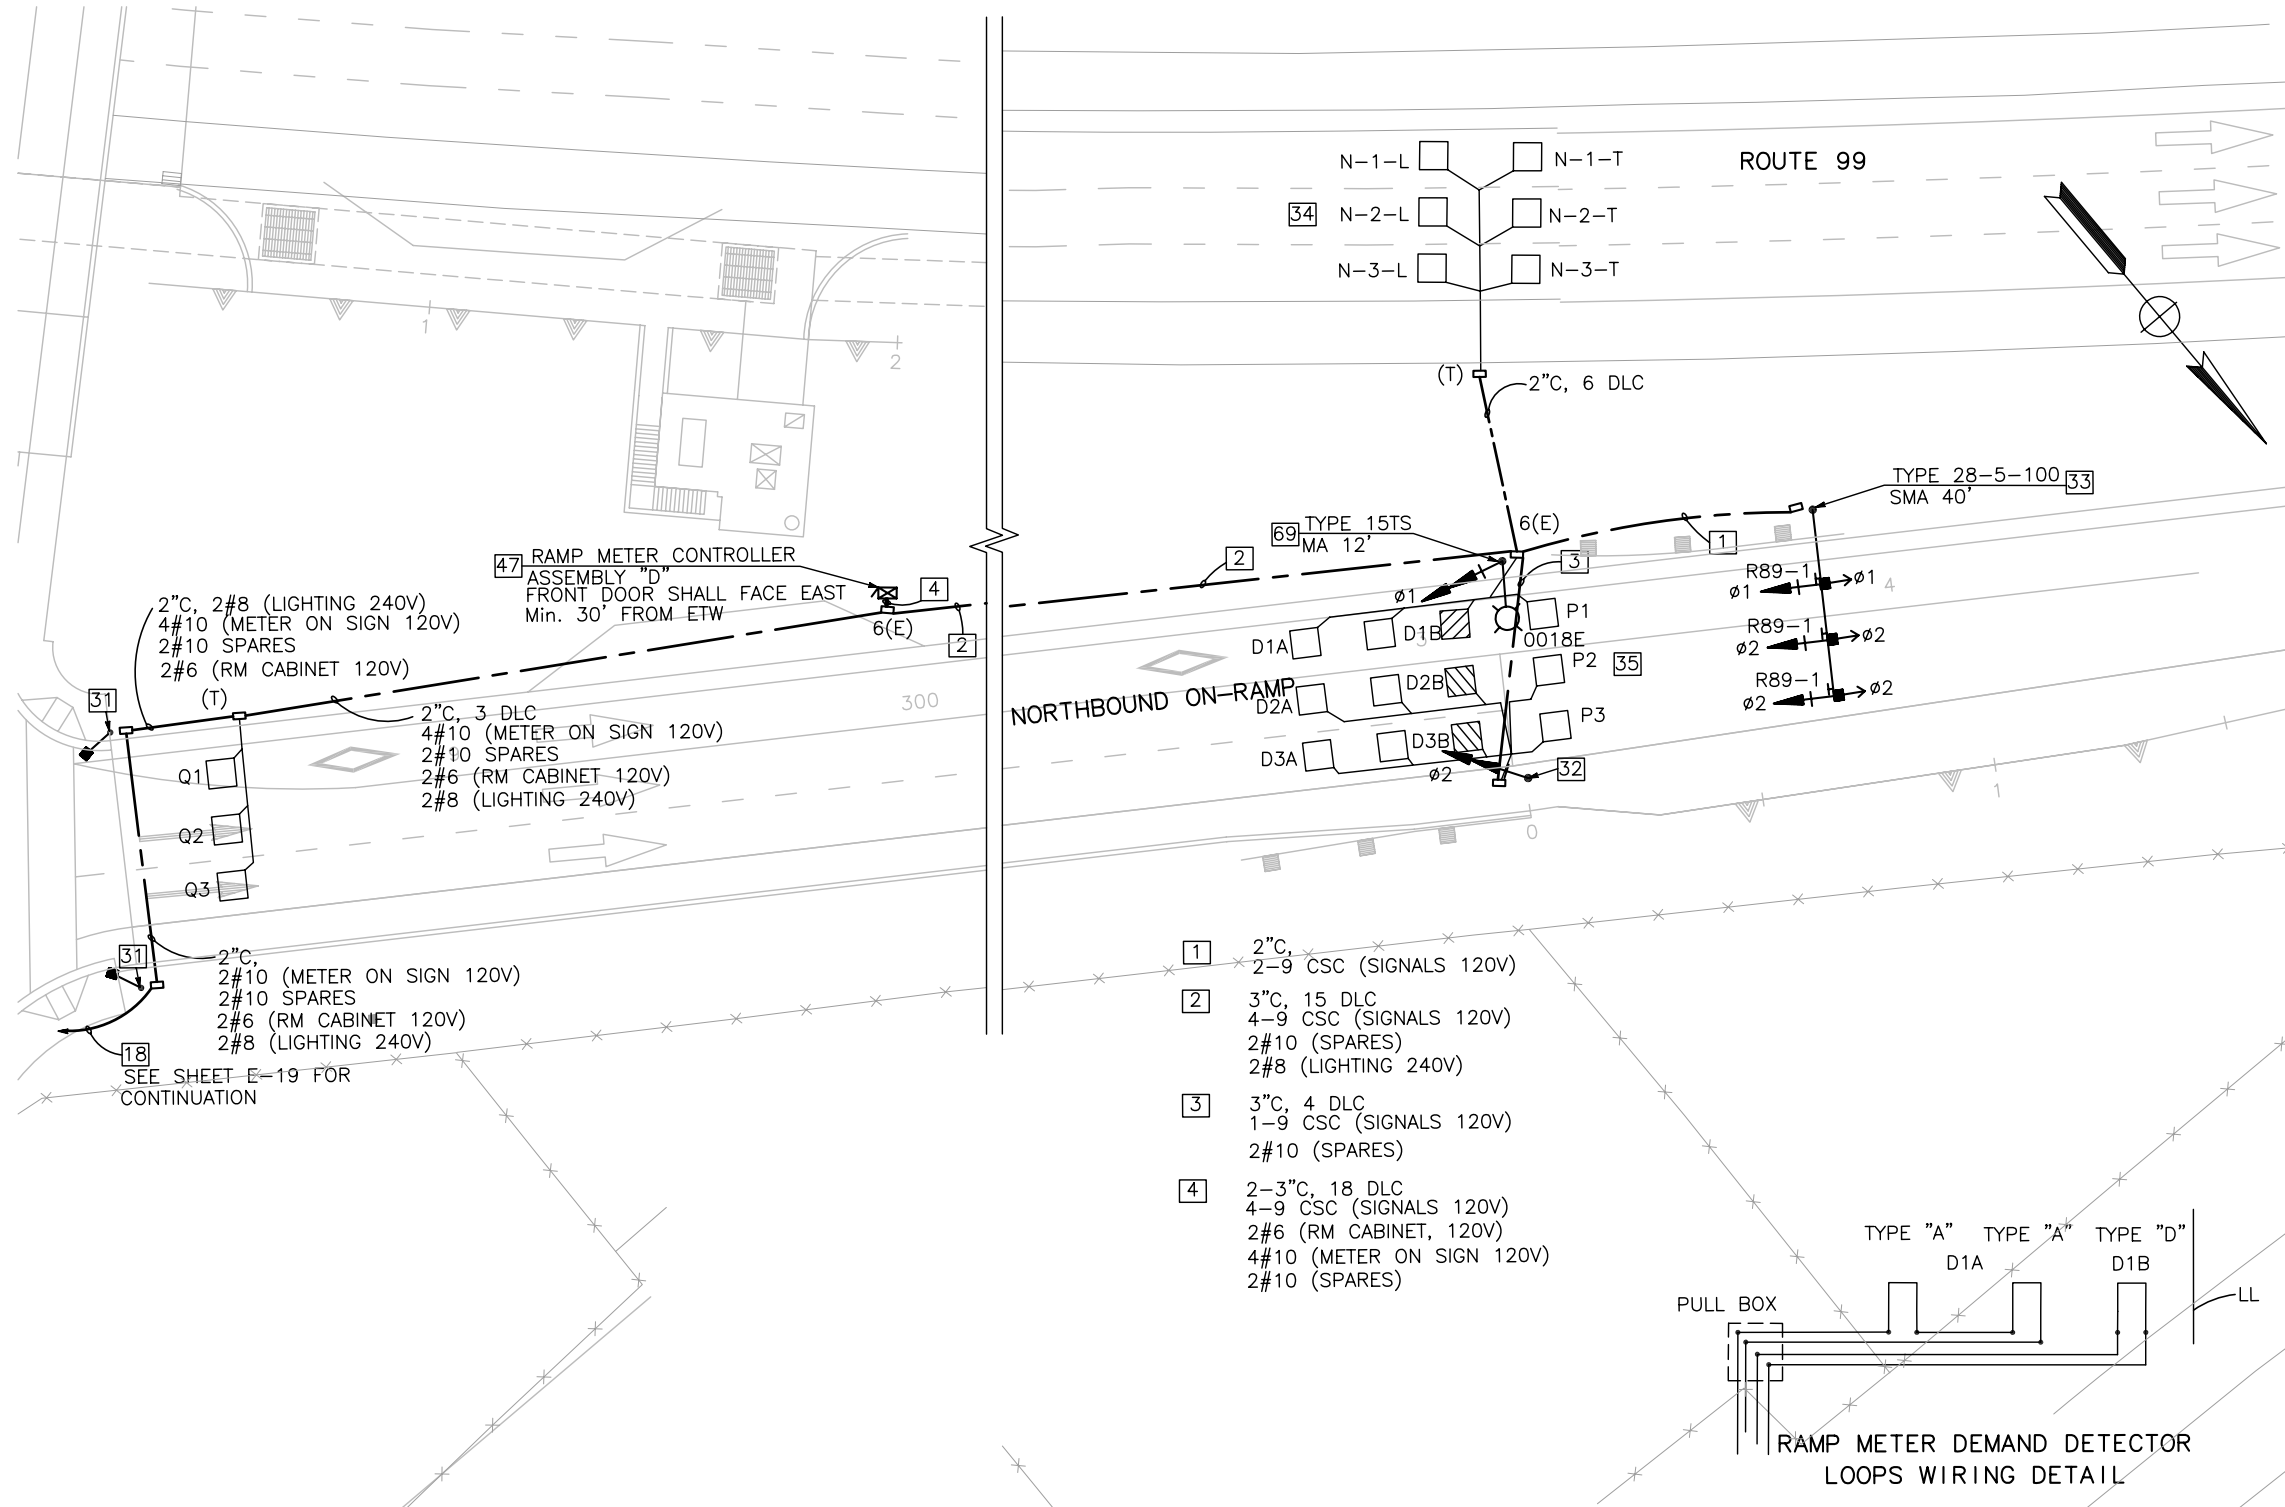 ROUTE 99
N-1-L
N-1-T
34
N-2-L
N-2-T
N-3-L
N-3-T
1
2
(T)
2"C, 6 DLC
TYPE 28-5-100
33
SMA 40'
69
TYPE 15TS
MA 12'
6(E)
1
2
3
47
RAMP METER CONTROLLER
ASSEMBLY "D"
FRONT DOOR SHALL FACE EAST
Min. 30' FROM ETW
4
6(E)
2
2"C, 2#8 (LIGHTING 240V)
4#10 (METER ON SIGN 120V)
2#10 SPARES
2#6 (RM CABINET 120V)
(T)
31
2"C, 3 DLC
4#10 (METER ON SIGN 120V)
2#10 SPARES
2#6 (RM CABINET 120V)
2#8 (LIGHTING 240V)
Q1
Q2
Q3
300
NORTHBOUND ON-RAMP
ø1
D1A
D1B
P1
0018E
D2A
D2B
P2
35
D3A
D3B
P3
ø2
32
R89-1
ø1
ø1
R89-1
ø2
ø2
R89-1
ø2
ø2
4
0
1
31
2"C,
2#10 (METER ON SIGN 120V)
2#10 SPARES
2#6 (RM CABINET 120V)
2#8 (LIGHTING 240V)
18
SEE SHEET E-19 FOR
CONTINUATION
1
2"C,
2-9 CSC (SIGNALS 120V)
2
3"C, 15 DLC
4-9 CSC (SIGNALS 120V)
2#10 (SPARES)
2#8 (LIGHTING 240V)
3
3"C, 4 DLC
1-9 CSC (SIGNALS 120V)
2#10 (SPARES)
4
2-3"C, 18 DLC
4-9 CSC (SIGNALS 120V)
2#6 (RM CABINET, 120V)
4#10 (METER ON SIGN 120V)
2#10 (SPARES)
TYPE "A" TYPE "A" TYPE "D"
D1A
D1B
PULL BOX
LL
RAMP METER DEMAND DETECTOR
LOOPS WIRING DETAIL